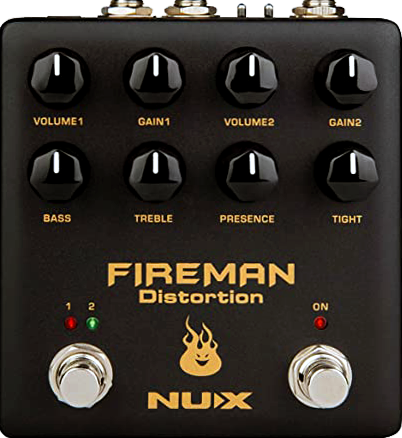 VOLUME1 GAIN1 VOLUME2 GAIN2
BASS TREBLE PRESENCE TIGHT
FIREMAN
Distortion
1 2 ON
NUX